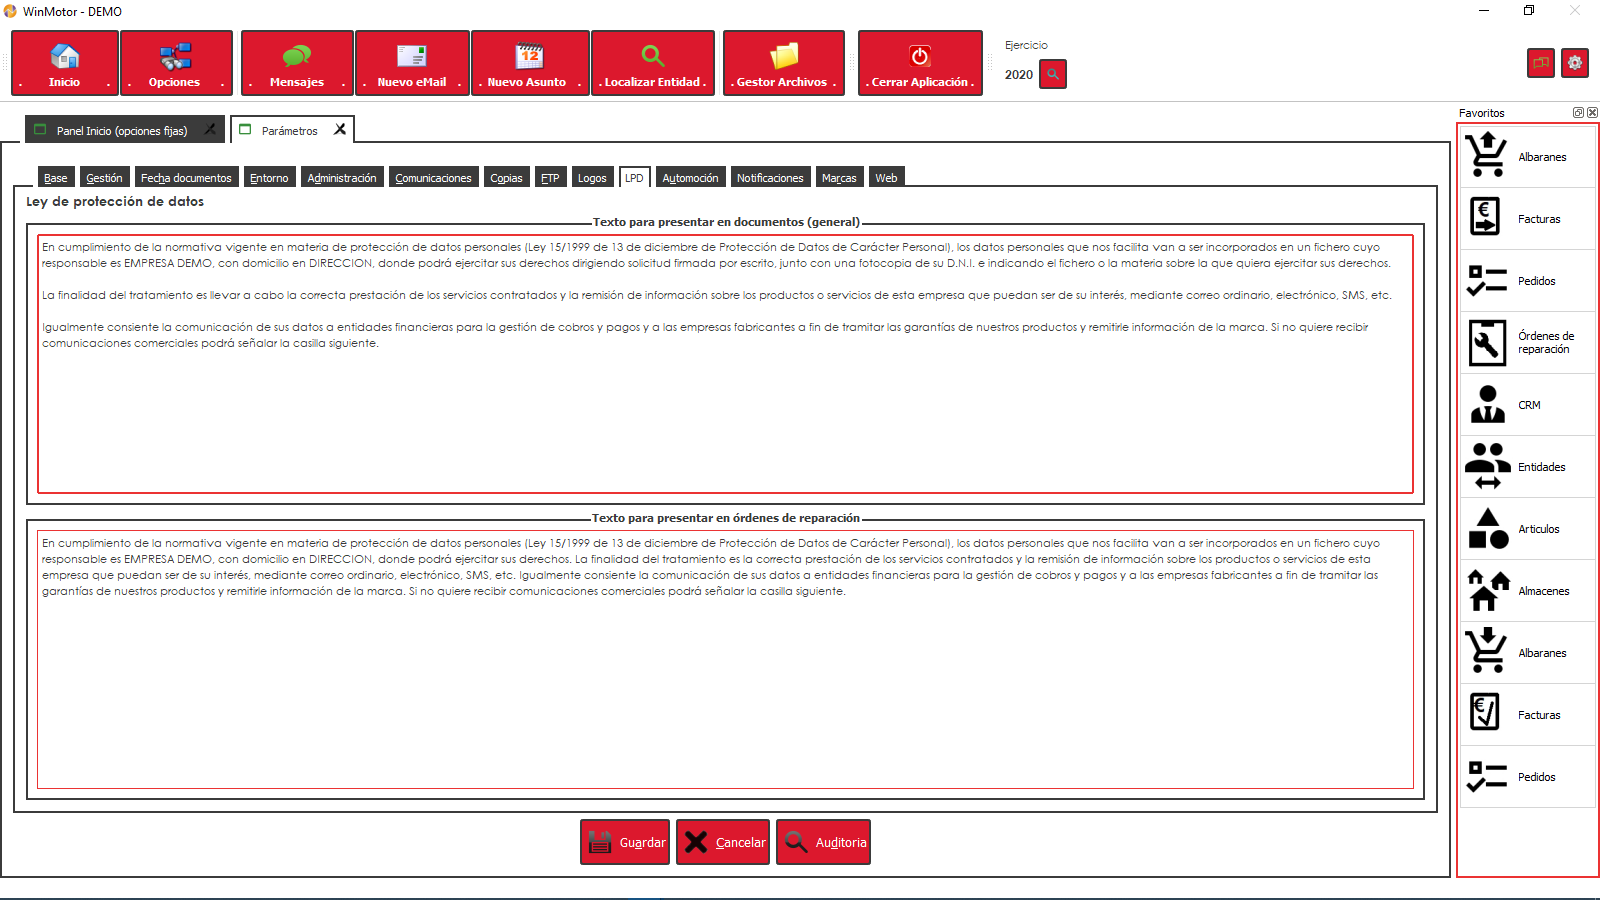 WinMotor - DEMO
. Inicio .
. Opciones .
. Mensajes .
. Nuevo eMail .
. Nuevo Asunto .
. Localizar Entidad .
. Gestor Archivos .
. Cerrar Aplicación .
Ejercicio
2020
Favoritos
Panel Inicio (opciones fijas)
Parámetros
Base
Gestión
Fecha documentos
Entorno
Administración
Comunicaciones
Copias
FTP
Logos
LPD
Automoción
Notificaciones
Marcas
Web
Ley de protección de datos
Texto para presentar en documentos (general)
En cumplimiento de la normativa vigente en materia de protección de datos personales (Ley 15/1999 de 13 de diciembre de Protección de Datos de Carácter Personal), los datos personales que nos facilita van a ser incorporados en un fichero cuyo
responsable es EMPRESA DEMO, con domicilio en DIRECCION, donde podrá ejercitar sus derechos dirigiendo solicitud firmada por escrito, junto con una fotocopia de su D.N.I. e indicando el fichero o la materia sobre la que quiera ejercitar sus derechos.
La finalidad del tratamiento es llevar a cabo la correcta prestación de los servicios contratados y la remisión de información sobre los productos o servicios de esta empresa que puedan ser de su interés, mediante correo ordinario, electrónico, SMS, etc.
Igualmente consiente la comunicación de sus datos a entidades financieras para la gestión de cobros y pagos y a las empresas fabricantes a fin de tramitar las garantías de nuestros productos y remitirle información de la marca. Si no quiere recibir
comunicaciones comerciales podrá señalar la casilla siguiente.
Texto para presentar en órdenes de reparación
En cumplimiento de la normativa vigente en materia de protección de datos personales (Ley 15/1999 de 13 de diciembre de Protección de Datos de Carácter Personal), los datos personales que nos facilita van a ser incorporados en un fichero cuyo
responsable es EMPRESA DEMO, con domicilio en DIRECCION, donde podrá ejercitar sus derechos. La finalidad del tratamiento es la correcta prestación de los servicios contratados y la remisión de información sobre los productos o servicios de esta
empresa que puedan ser de su interés, mediante correo ordinario, electrónico, SMS, etc. Igualmente consiente la comunicación de sus datos a entidades financieras para la gestión de cobros y pagos y a las empresas fabricantes a fin de tramitar las
garantías de nuestros productos y remitirle información de la marca. Si no quiere recibir comunicaciones comerciales podrá señalar la casilla siguiente.
Guardar
Cancelar
Auditoria
Albaranes
Facturas
Pedidos
Órdenes de
reparación
CRM
Entidades
Articulos
Almacenes
Albaranes
Facturas
Pedidos